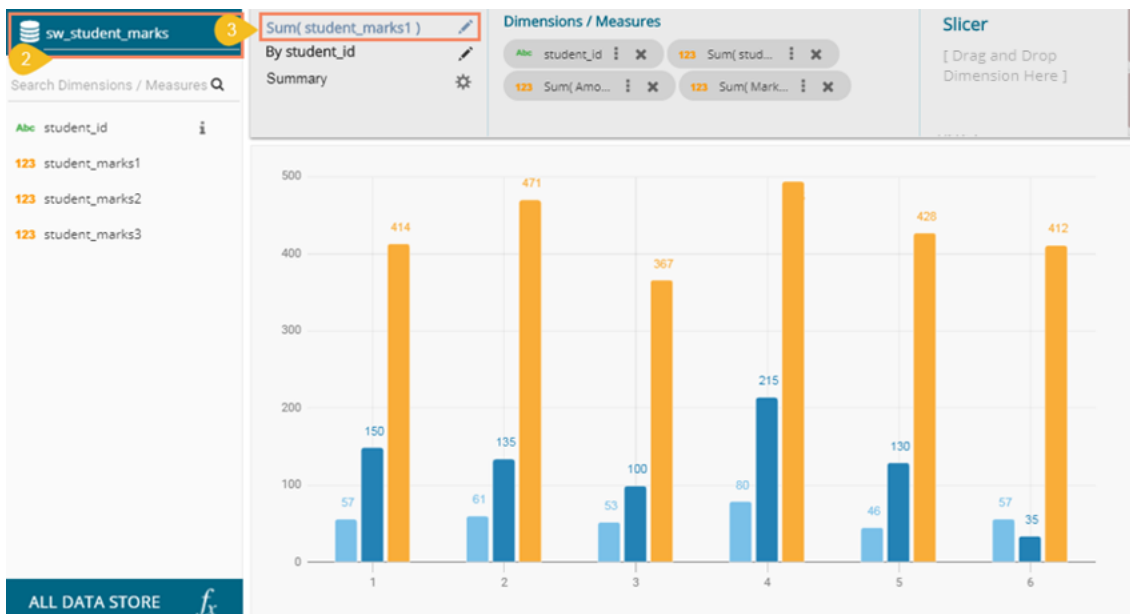 sw_student_marks
2
Search Dimensions / Measures
Abc student_id i
123 student_marks1
123 student_marks2
123 student_marks3
ALL DATA STORE fx
3
Sum( student_marks1 )
By student_id
Summary
Dimensions / Measures
Abc student_id
123 Sum( stud...
123 Sum( Amo...
123 Sum( Mark...
Slicer
[ Drag and Drop
Dimension Here ]
500
400
300
200
100
0
57 150 414
61 135 471
53 100 367
80 215
46 130 428
57 35 412
1 2 3 4 5 6